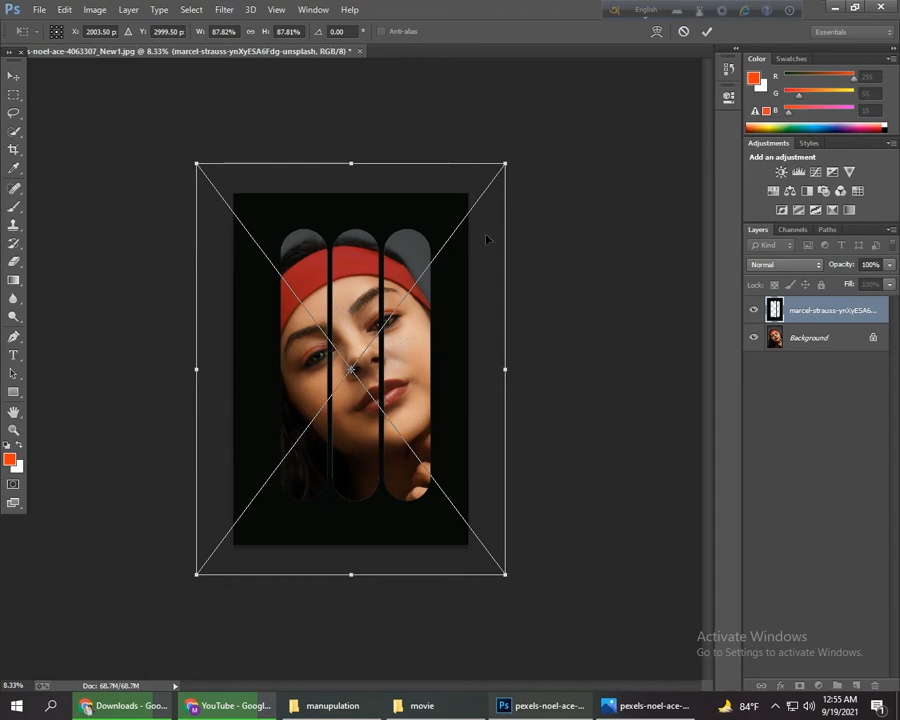 Ps File Edit Image Layer Type Select Filter 3D View Window Help English
X: 2003.50 px Y: 2999.50 px W: 87.82% H: 87.81% 0.00 ° Anti-alias Essentials
s-noel-ace-4063307_New1.jpg @ 8.33% (marcel-strauss-ynXyESA6Fdg-unsplash, RGB/8) * ×
Color Swatches
R 255
G
B 15
Adjustments Styles
Add an adjustment
Layers Channels Paths
Kind
Normal Opacity: 100%
Lock: Fill: 100%
marcel-strauss-ynXyESA6...
Background
Activate Windows
Go to Settings to activate Windows.
8.33% Doc: 68.7M/68.7M
Downloads - Goo... YouTube - Googl... manupulation movie Ps pexels-noel-ace-... pexels-noel-ace-... 84°F 12:55 AM
9/19/2021